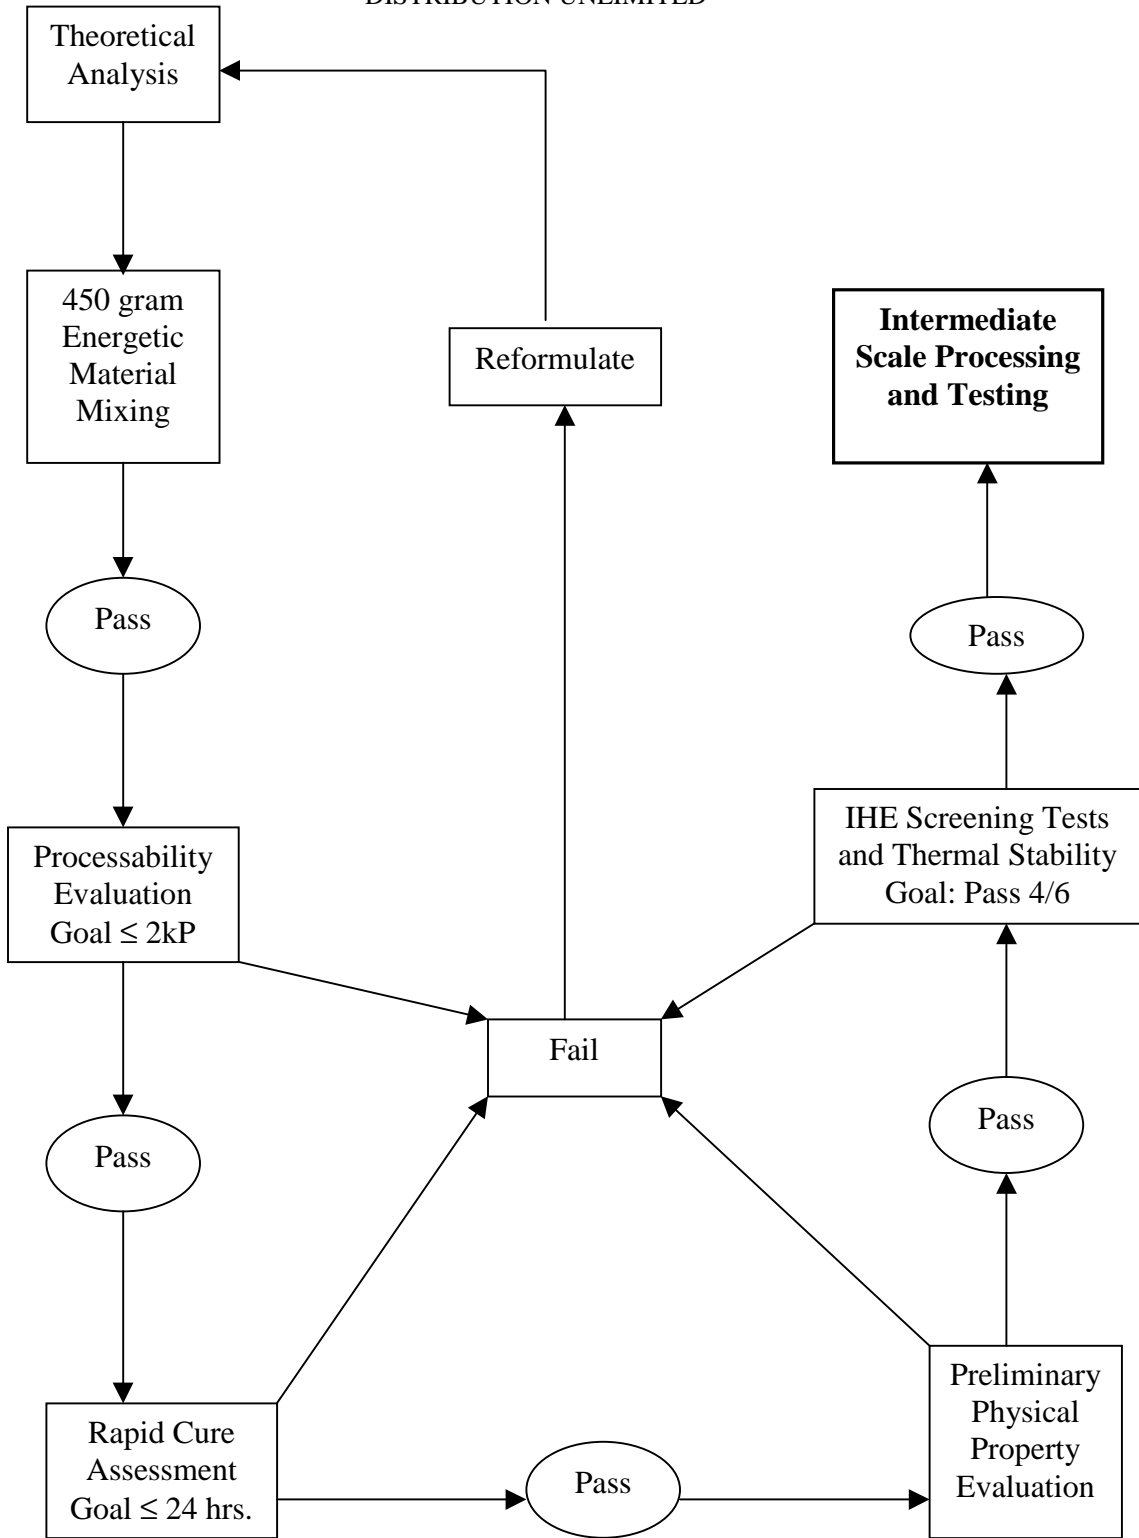 DISTRIBUTION UNLIMITED
Theoretical
Analysis
450 gram
Energetic
Material
Mixing
Reformulate
Intermediate
Scale Processing
and Testing
Pass
Pass
Processability
Evaluation
Goal ≤ 2kP
IHE Screening Tests
and Thermal Stability
Goal: Pass 4/6
Fail
Pass
Pass
Rapid Cure
Assessment
Goal ≤ 24 hrs.
Pass
Preliminary
Physical
Property
Evaluation